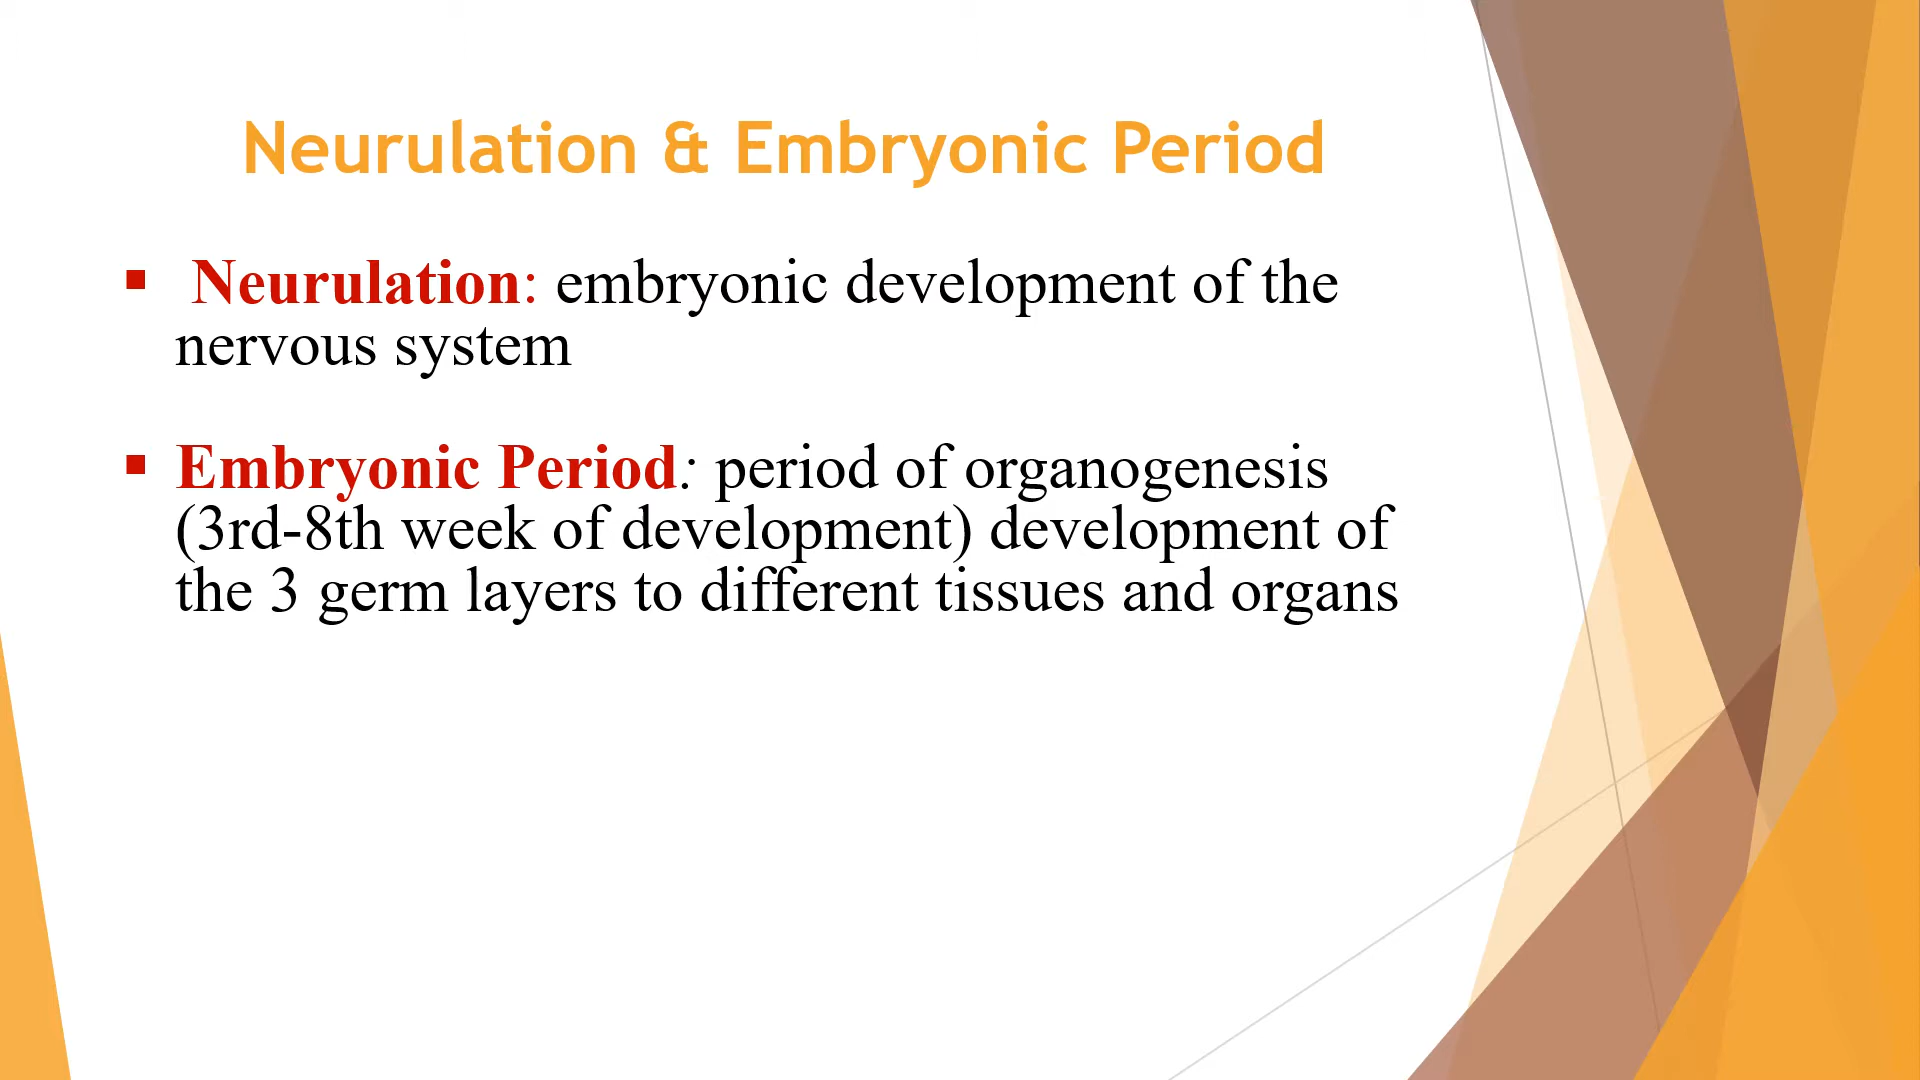 Neurulation & Embryonic Period
▪ Neurulation: embryonic development of the
nervous system
▪ Embryonic Period: period of organogenesis
(3rd-8th week of development) development of
the 3 germ layers to different tissues and organs